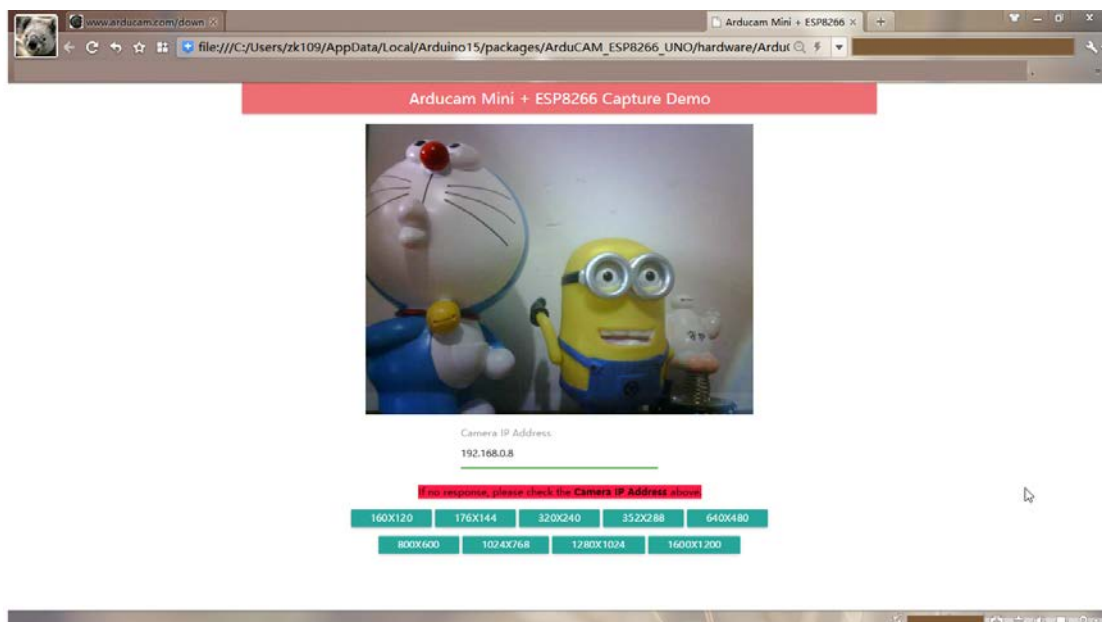 www.arducam.com/down
Arducam Mini + ESP8266
file:///C:/Users/zk109/AppData/Local/Arduino15/packages/ArduCAM_ESP8266_UNO/hardware/Ardu
Arducam Mini + ESP8266 Capture Demo
Camera IP Address
192.168.0.8
If no response, please check the Camera IP Address above.
160X120 176X144 320X240 352X288 640X480
800X600 1024X768 1280X1024 1600X1200